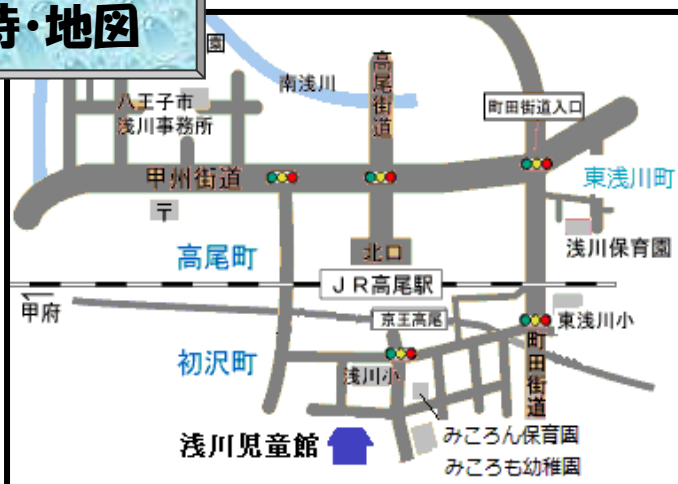 時・地図
園
南浅川
高尾街道
八王子市
浅川事務所
町田街道入口
甲州街道
東浅川町
〒
高尾町
北口
浅川保育園
JR高尾駅
甲府
京王高尾
東浅川小
町田街道
初沢町
浅川小
浅川児童館
みころん保育園
みころも幼稚園